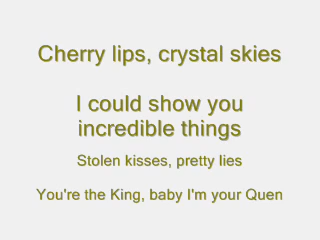 Cherry lips, crystal skies
I could show you
incredible things
Stolen kisses, pretty lies
You're the King, baby I'm your Quen